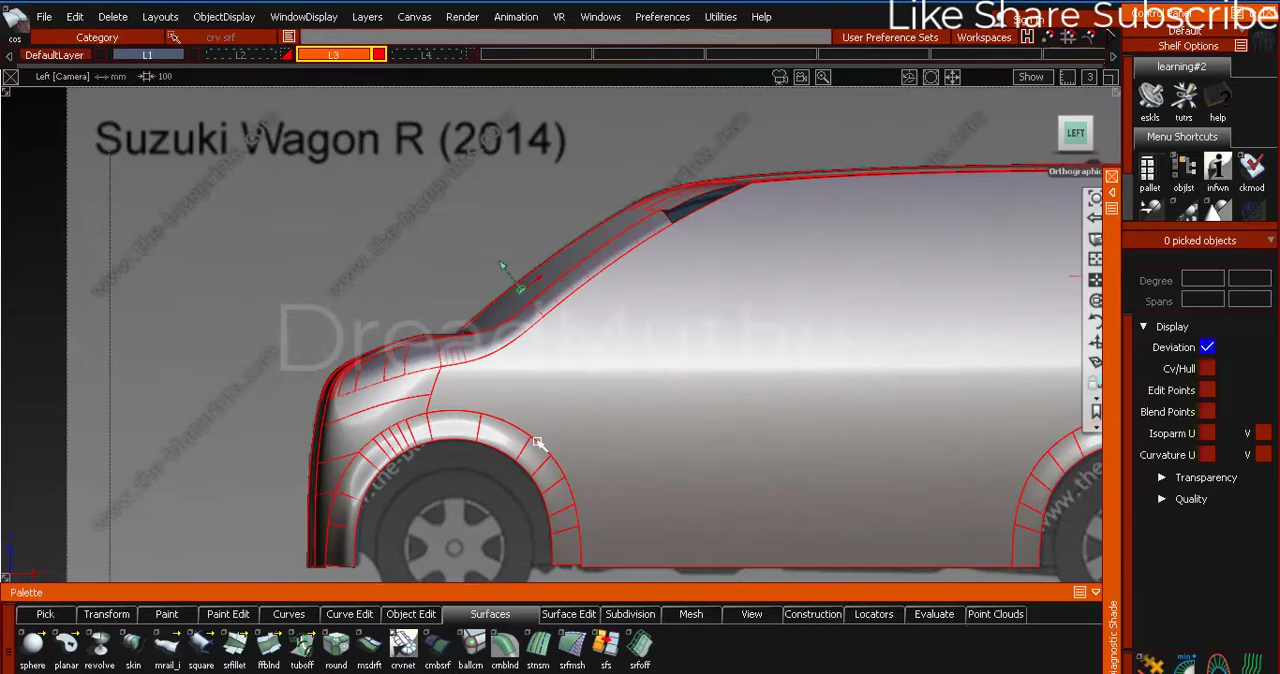 File Edit Delete Layouts ObjectDisplay WindowDisplay Layers Canvas Render Animation VR Windows Preferences Utilities Help
Like Share Subscribe
cos Category crv srf User Preference Sets Workspaces
Default
Shelf Options
DefaultLayer L1 L2 L3 L4
learning#2
Left [Camera] mm 100 Show 3
eskls tuturs help
Menu Shortcuts
Suzuki Wagon R (2014)
LEFT
Orthographic
pallet objlst infwn ckmod
0 picked objects
Degree
Spans
Display
Deviation
Cv/Hull
Edit Points
Blend Points
Isoparm U V
Curvature U V
Transparency
Quality
Palette
Pick Transform Paint Paint Edit Curves Curve Edit Object Edit Surfaces Surface Edit Subdivision Mesh View Construction Locators Evaluate Point Clouds
Diagnostic Shade
sphere planar revolve skin mrail_i square srfillet ffblnd tuboff round msdrft crvnet cmbsrf ballcrn cmblnd stnsrn srfmsh sfs srfoff